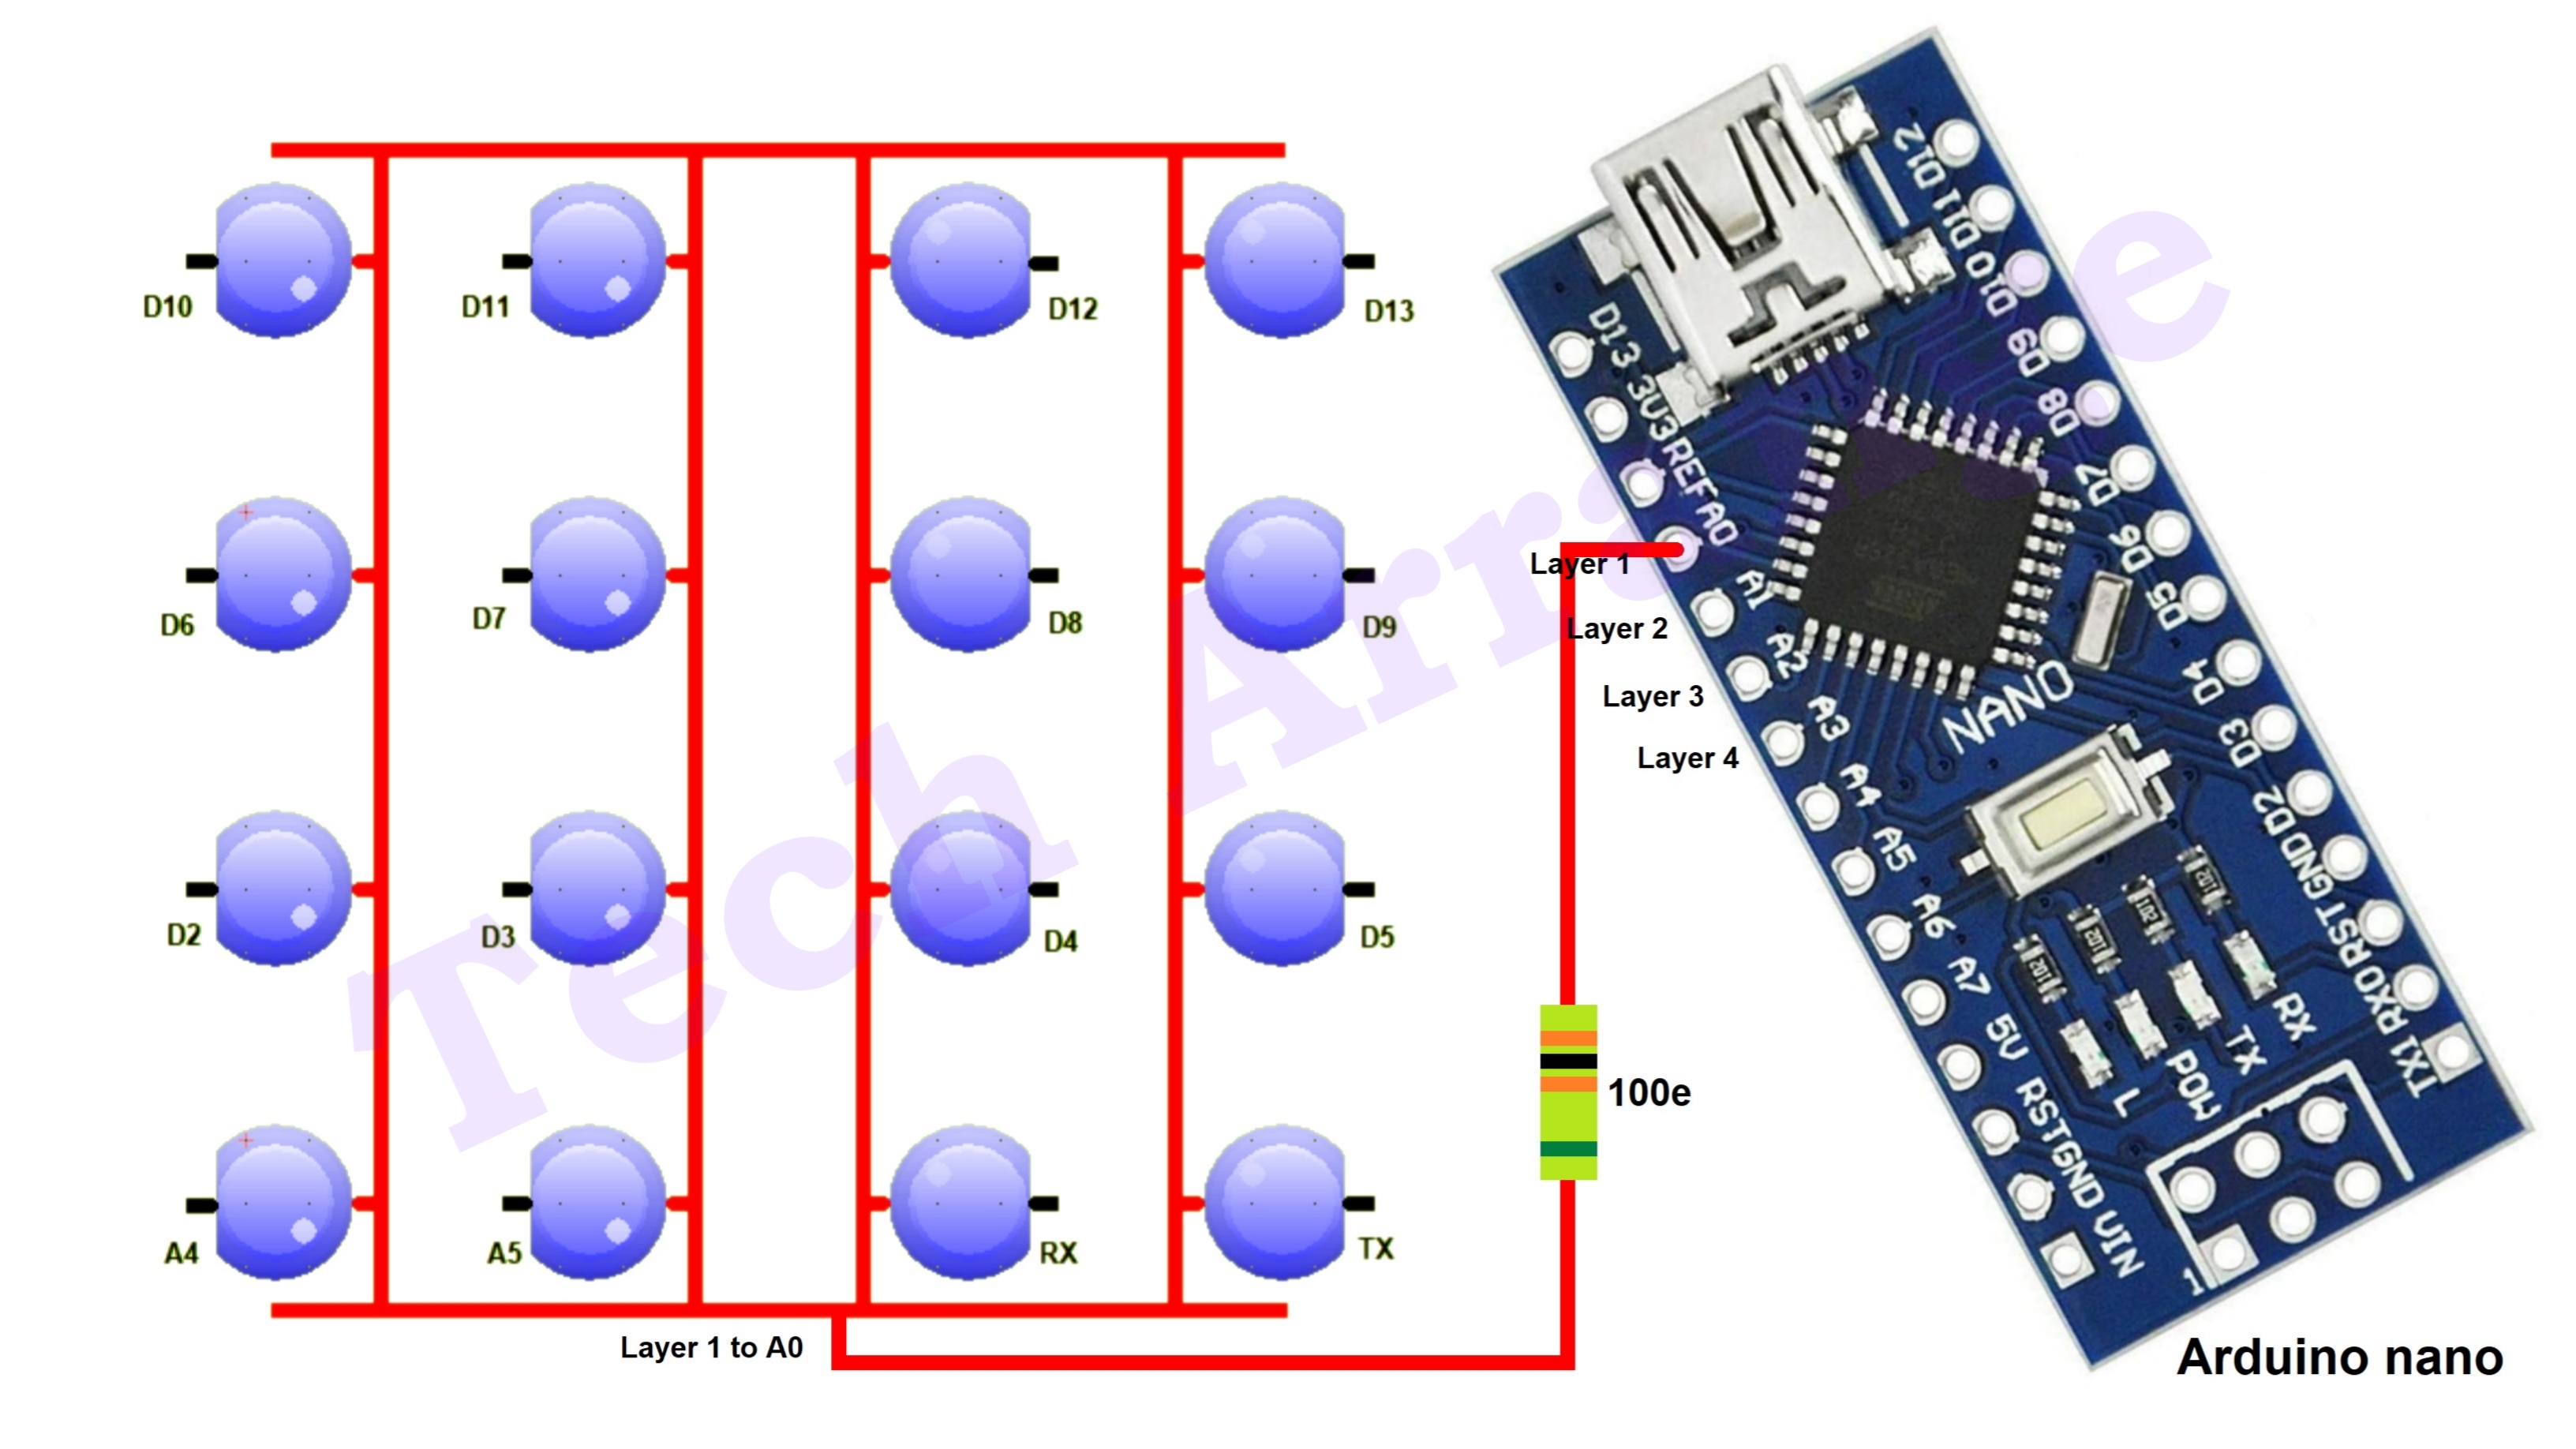 D10
D11
D12
D13
D6
D7
D8
D9
D2
D3
D4
D5
A4
A5
RX
TX
Layer 1 to A0
Tech Arrange
Layer 1
Layer 2
Layer 3
Layer 4
100e
D13
3V3
REF
A0
A1
A2
A3
A4
A5
A6
A7
5V
RST
GND
VIN
D12
D11
D10
D9
D8
D7
D6
D5
D4
D3
D2
GND
RST
RX0
TX1
NANO
RX
TX
POW
L
1
Arduino nano